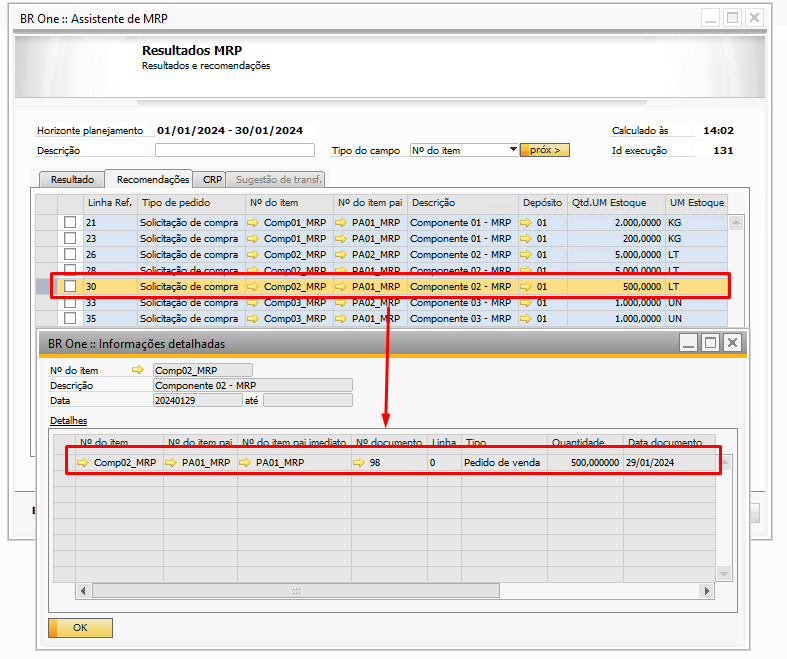 BR One :: Assistente de MRP
Resultados MRP
Resultados e recomendações
Horizonte planejamento 01/01/2024 - 30/01/2024 Calculado às 14:02
Descrição Tipo do campo Nº do item próx > Id execução 131
Resultado Recomendações CRP Sugestão de transf.
Linha Ref. Tipo de pedido Nº do item Nº do item pai Descrição Depósito Qtd.UM Estoque UM Estoque
21 Solicitação de compra Comp01_MRP PA01_MRP Componente 01 - MRP 01 2.000,0000 KG
23 Solicitação de compra Comp01_MRP PA01_MRP Componente 01 - MRP 01 200,0000 KG
26 Solicitação de compra Comp02_MRP PA02_MRP Componente 02 - MRP 01 5.000,0000 LT
28 Solicitação de compra Comp02_MRP PA01_MRP Componente 02 - MRP 01 5.000,0000 LT
30 Solicitação de compra Comp02_MRP PA01_MRP Componente 02 - MRP 01 500,0000 LT
33 Solicitação de compra Comp03_MRP PA02_MRP Componente 03 - MRP 01 1.000,0000 UN
35 Solicitação de compra Comp03_MRP PA01_MRP Componente 03 - MRP 01 1.000,0000 UN
BR One :: Informações detalhadas
Nº do item Comp02_MRP
Descrição Componente 02 - MRP
Data 20240129 até
Detalhes
Nº do item Nº do item pai Nº do item pai imediato Nº documento Linha Tipo Quantidade Data documento
Comp02_MRP PA01_MRP PA01_MRP 98 0 Pedido de venda 500,000000 29/01/2024
OK